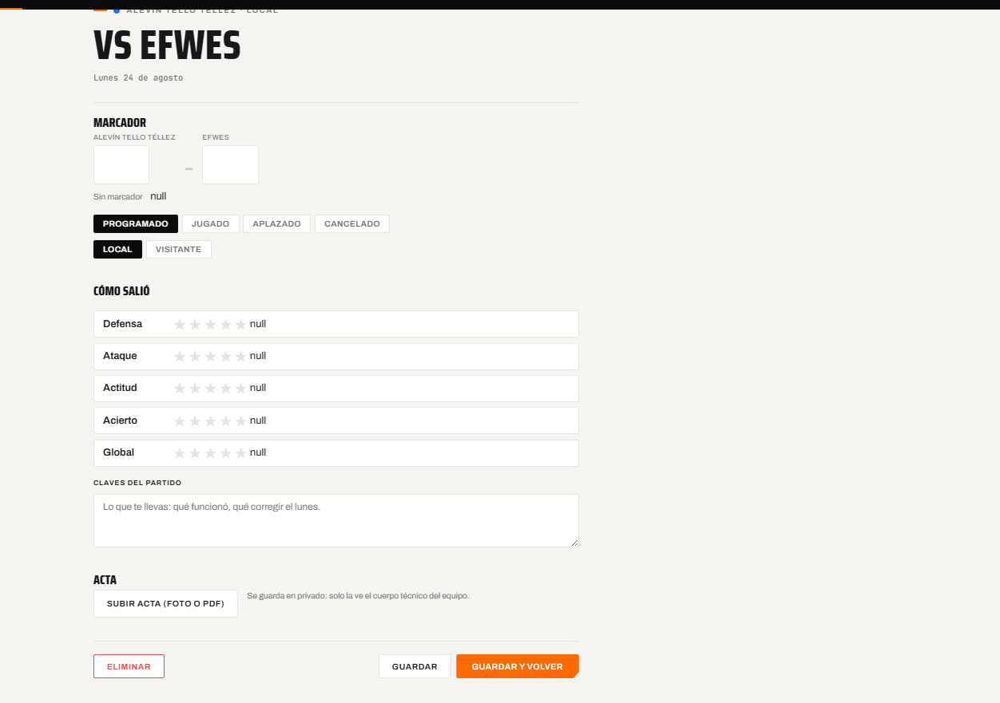 ALEVÍN TELLO TÉLLEZ · LOCAL
VS EFWES
Lunes 24 de agosto
MARCADOR
ALEVÍN TELLO TÉLLEZ EFWES
–
Sin marcador null
PROGRAMADO JUGADO APLAZADO CANCELADO
LOCAL VISITANTE
CÓMO SALIÓ
Defensa ★★★★★ null
Ataque ★★★★★ null
Actitud ★★★★★ null
Acierto ★★★★★ null
Global ★★★★★ null
CLAVES DEL PARTIDO
Lo que te llevas: qué funcionó, qué corregir el lunes.
ACTA
SUBIR ACTA (FOTO O PDF) Se guarda en privado: solo la ve el cuerpo técnico del equipo.
ELIMINAR GUARDAR GUARDAR Y VOLVER